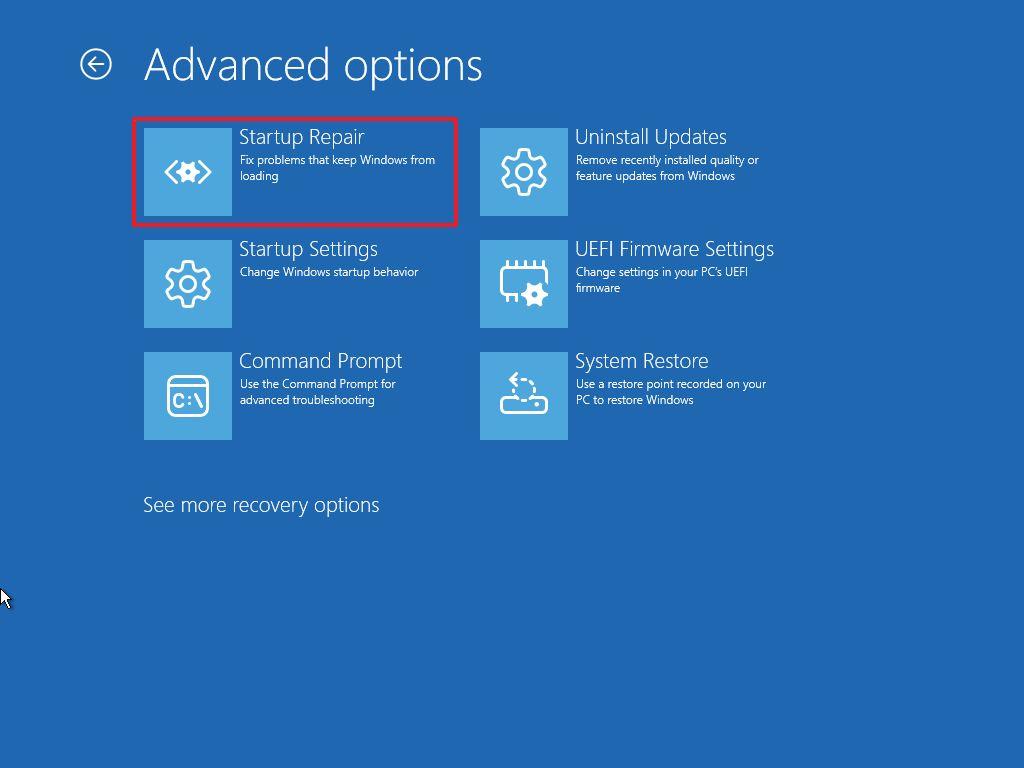 Advanced options
Startup Repair
Fix problems that keep Windows from
loading
Uninstall Updates
Remove recently installed quality or
feature updates from Windows
Startup Settings
Change Windows startup behavior
UEFI Firmware Settings
Change settings in your PC's UEFI
firmware
C:\
Command Prompt
Use the Command Prompt for
advanced troubleshooting
System Restore
Use a restore point recorded on your
PC to restore Windows
See more recovery options